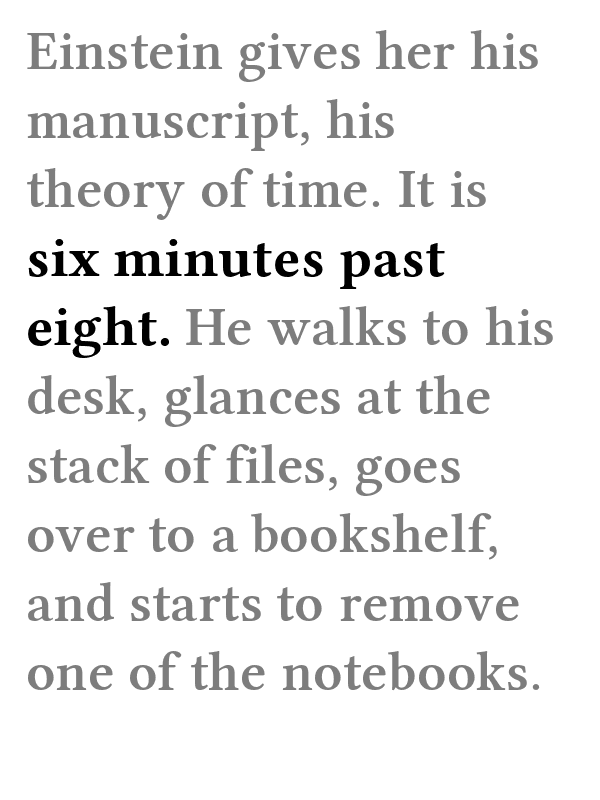 Einstein gives her his
manuscript, his
theory of time. It is
six minutes past
eight. He walks to his
desk, glances at the
stack of files, goes
over to a bookshelf,
and starts to remove
one of the notebooks.